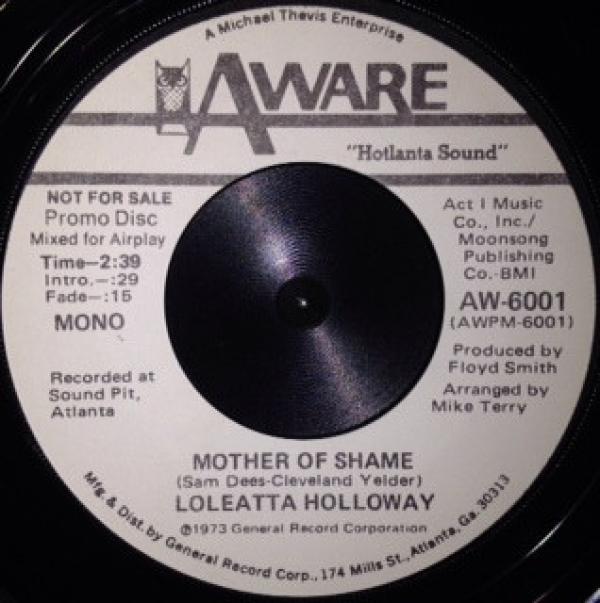 A Michael Thevis Enterprise
AWARE
"Hotlanta Sound"
NOT FOR SALE
Promo Disc
Mixed for Airplay
Time—2:39
Intro.—:29
Fade—:15
MONO
Recorded at
Sound Pit,
Atlanta
Act I Music
Co., Inc./
Moonsong
Publishing
Co.-BMI
AW-6001
(AWPM-6001)
Produced by
Floyd Smith
Arranged by
Mike Terry
MOTHER OF SHAME
(Sam Dees-Cleveland Yelder)
LOLEATTA HOLLOWAY
℗1973 General Record Corporation
Mfg. & Dist. by General Record Corp., 174 Mills St., Atlanta, Ga. 30313